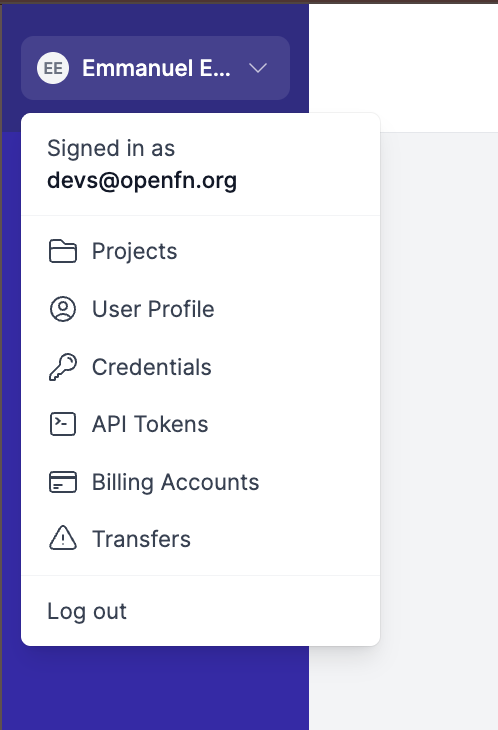 EE Emmanuel E...
Signed in as
devs@openfn.org
Projects
User Profile
Credentials
API Tokens
Billing Accounts
Transfers
Log out